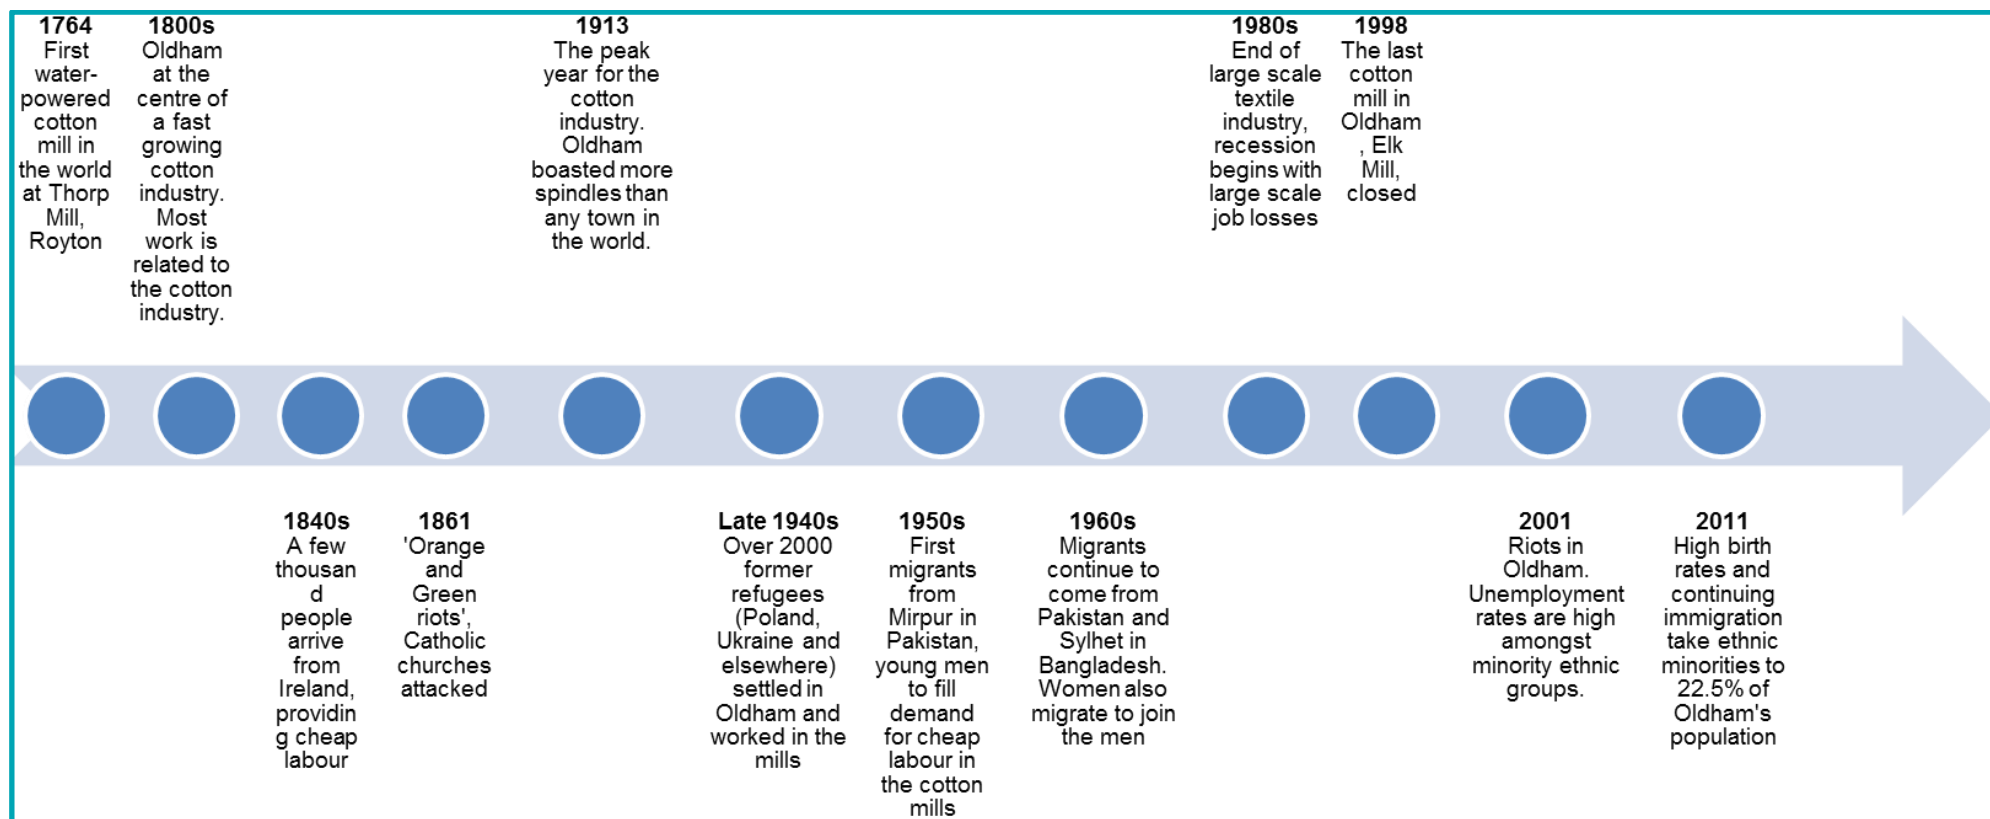 1764
First
water-
powered
cotton
mill in
the world
at Thorp
Mill,
Royton
1800s
Oldham
at the
centre of
a fast
growing
cotton
industry.
Most
work is
related to
the cotton
industry.
1840s
A few
thousan
d
people
arrive
from
Ireland,
providin
g cheap
labour
1861
'Orange
and
Green
riots',
Catholic
churches
attacked
1913
The peak
year for the
cotton
industry.
Oldham
boasted more
spindles than
any town in
the world.
Late 1940s
Over 2000
former
refugees
(Poland,
Ukraine and
elsewhere)
settled in
Oldham and
worked in the
mills
1950s
First
migrants
from
Mirpur in
Pakistan,
young men
to fill
demand
for cheap
labour in
the cotton
mills
1960s
Migrants
continue to
come from
Pakistan and
Sylhet in
Bangladesh.
Women also
migrate to join
the men
1980s
End of
large scale
textile
industry,
recession
begins with
large scale
job losses
1998
The last
cotton
mill in
Oldham
, Elk
Mill,
closed
2001
Riots in
Oldham.
Unemployment
rates are high
amongst
minority ethnic
groups.
2011
High birth
rates and
continuing
immigration
take ethnic
minorities to
22.5% of
Oldham's
population